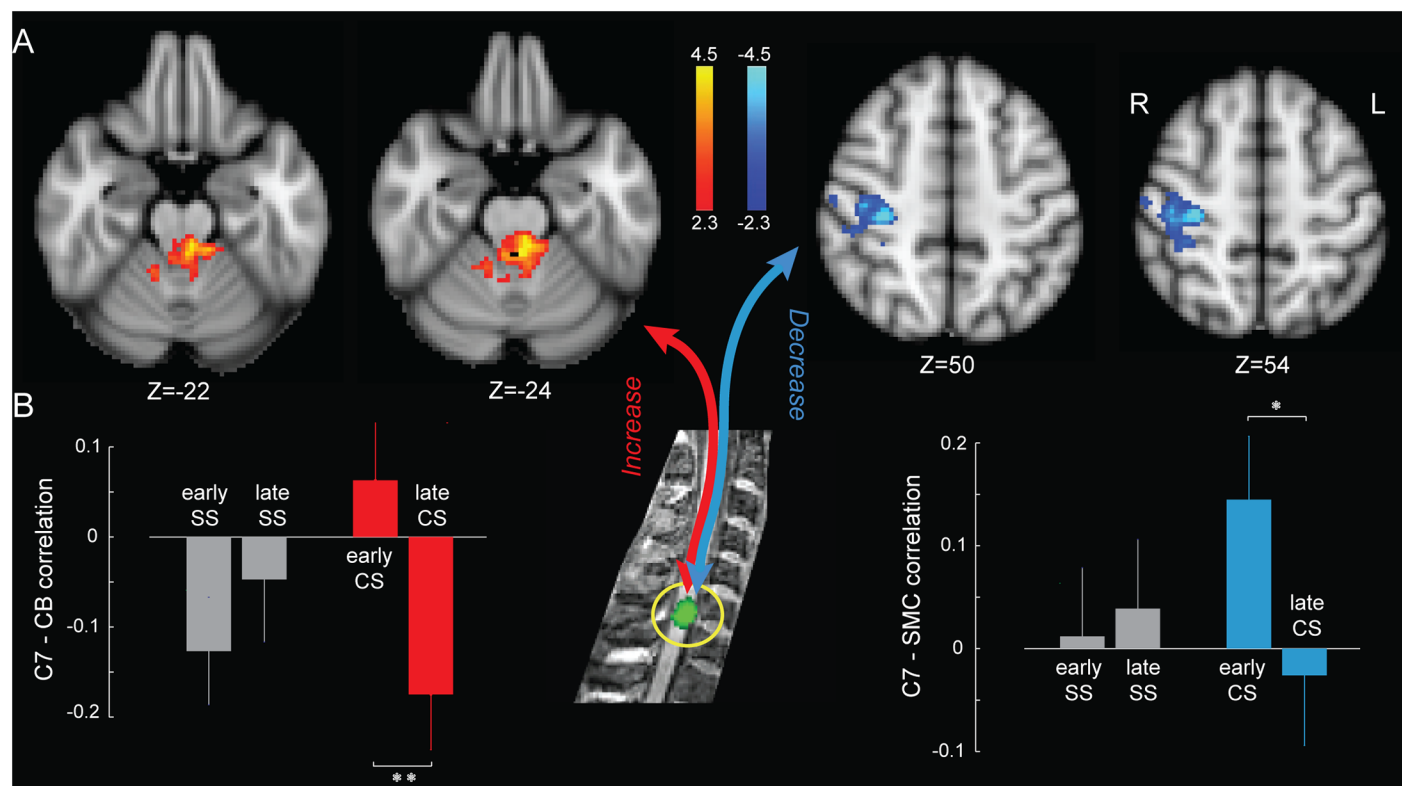 A
4.5
-4.5
2.3
-2.3
R
L
Z=-22
Z=-24
Z=50
Z=54
Increase
Decrease
B
C7 - CB correlation
0.1
0
-0.1
-0.2
early
SS
late
SS
early
CS
late
CS
**
C7 - SMC correlation
0.2
0.1
0
-0.1
early
SS
late
SS
early
CS
late
CS
*